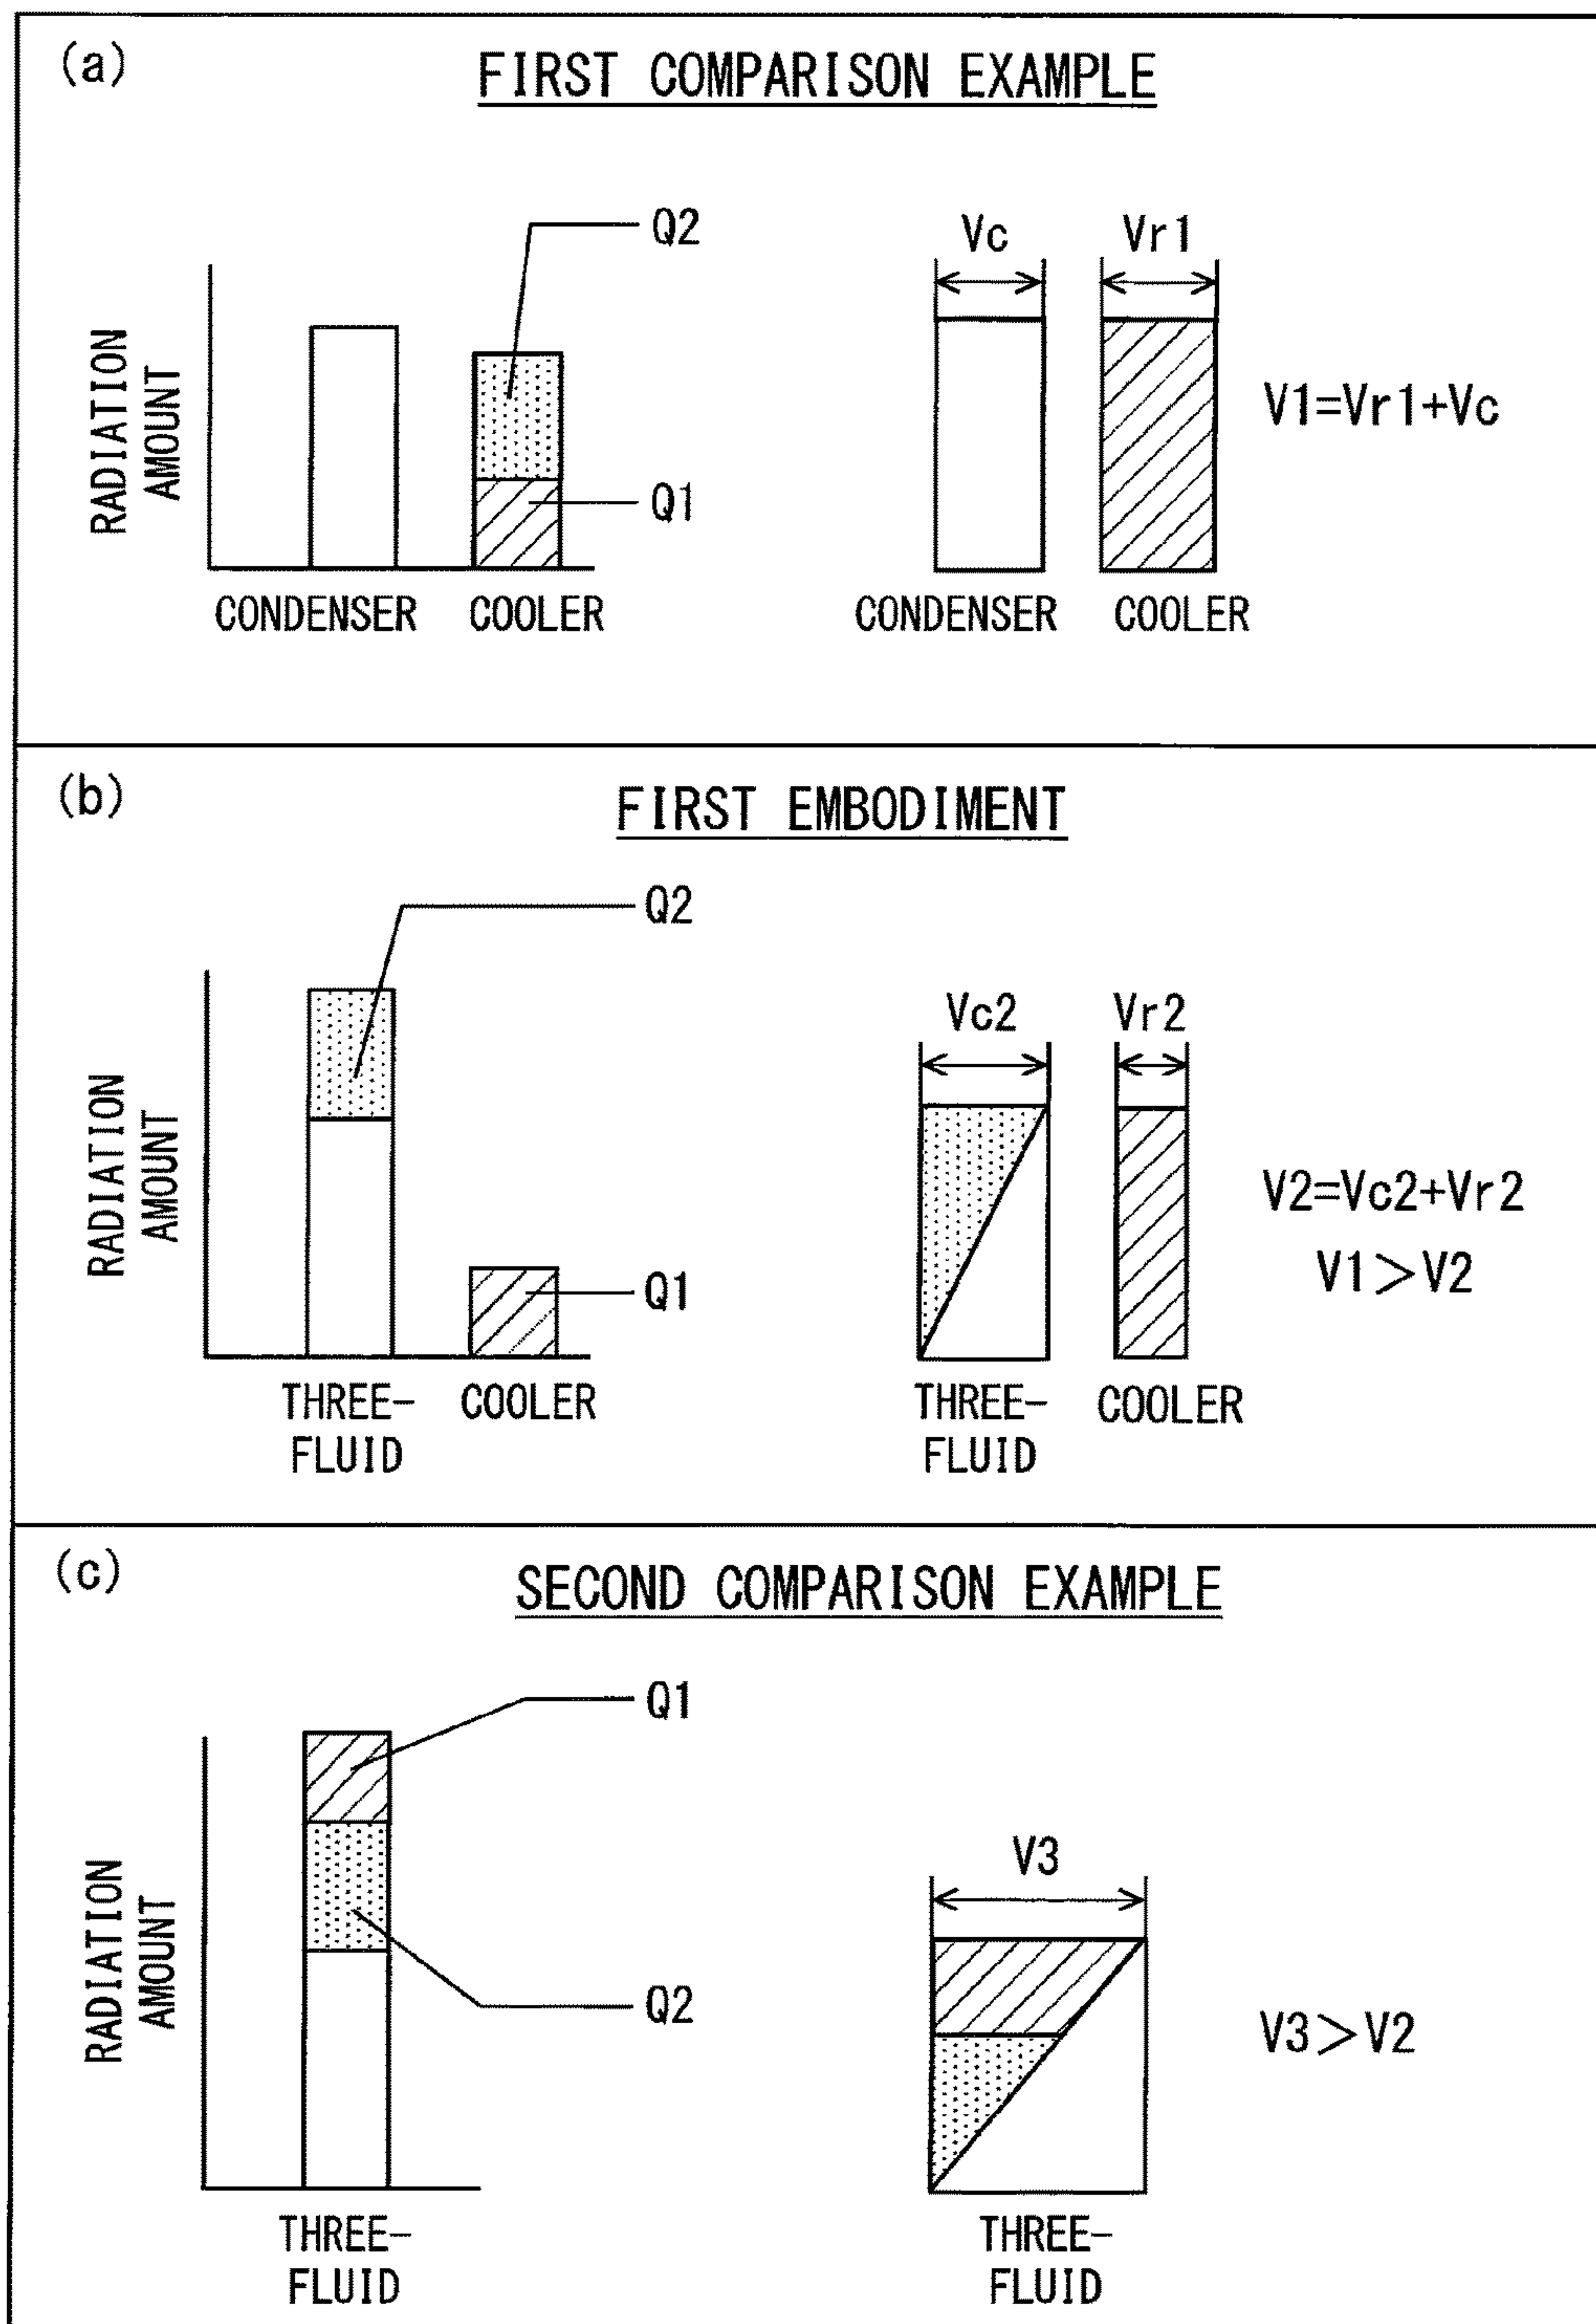 (a)
FIRST COMPARISON EXAMPLE
Q2
Q1
RADIATION
AMOUNT
CONDENSER
COOLER
Vc
Vr1
CONDENSER
COOLER
V1=Vr1+Vc
(b)
FIRST EMBODIMENT
Q2
Q1
RADIATION
AMOUNT
THREE-
FLUID
COOLER
Vc2
Vr2
THREE-
FLUID
COOLER
V2=Vc2+Vr2
V1>V2
(c)
SECOND COMPARISON EXAMPLE
Q1
Q2
RADIATION
AMOUNT
THREE-
FLUID
V3
THREE-
FLUID
V3>V2